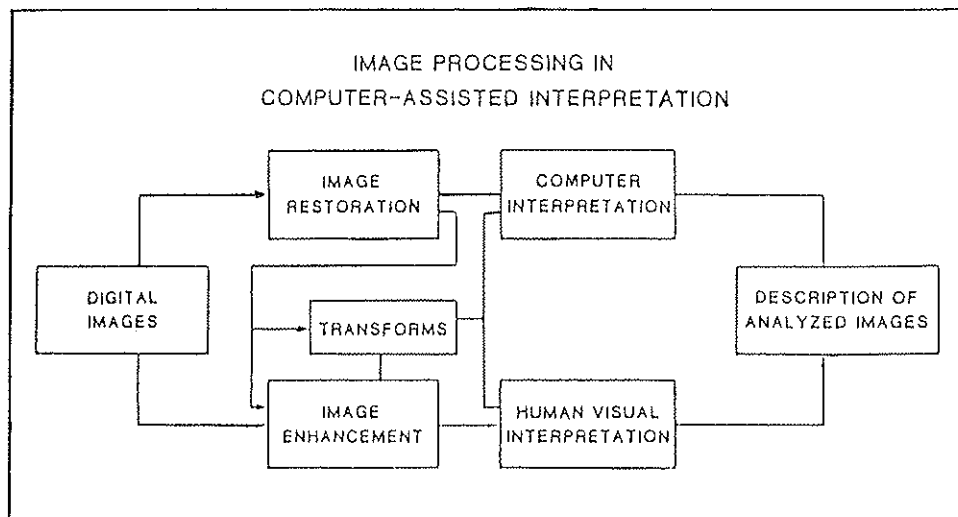 IMAGE PROCESSING IN
COMPUTER-ASSISTED INTERPRETATION
IMAGE
RESTORATION
COMPUTER
INTERPRETATION
DIGITAL
IMAGES
TRANSFORMS
DESCRIPTION OF
ANALYZED IMAGES
IMAGE
ENHANCEMENT
HUMAN VISUAL
INTERPRETATION